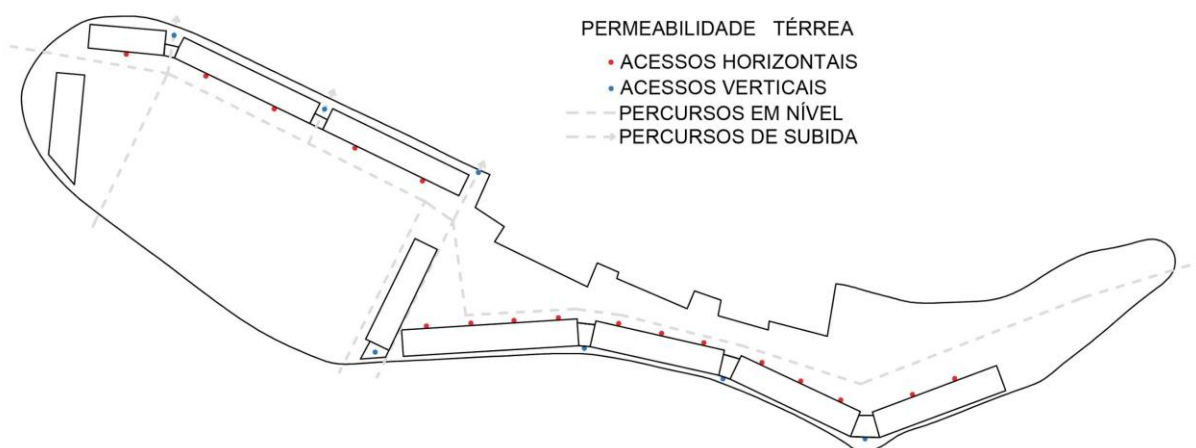 PERMEABILIDADE TÉRREA
ACESSOS HORIZONTAIS
ACESSOS VERTICAIS
PERCURSOS EM NÍVEL
PERCURSOS DE SUBIDA